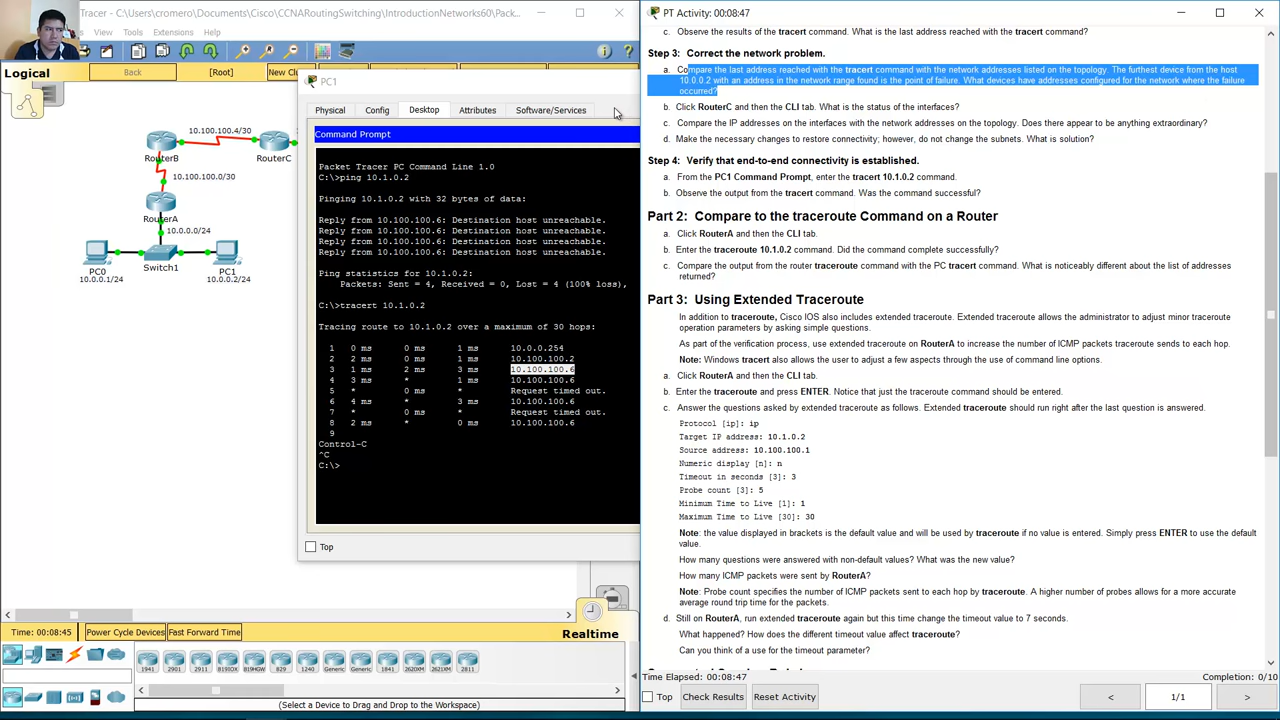 Tracer - C:\Users\cromero\Documents\Cisco\CCNARoutingSwitching\IntroductionNetworks60\Pack...
View Tools Extensions Help
Logical Back [Root] New Clu
10.100.100.4/30
RouterB
RouterC
10.100.100.0/30
RouterA
10.0.0.0/24
PC0
Switch1
PC1
10.0.0.1/24
10.0.0.2/24
PC1
Physical Config Desktop Attributes Software/Services
Command Prompt
Packet Tracer PC Command Line 1.0
C:\>ping 10.1.0.2
Pinging 10.1.0.2 with 32 bytes of data:
Reply from 10.100.100.6: Destination host unreachable.
Reply from 10.100.100.6: Destination host unreachable.
Reply from 10.100.100.6: Destination host unreachable.
Reply from 10.100.100.6: Destination host unreachable.
Ping statistics for 10.1.0.2:
Packets: Sent = 4, Received = 0, Lost = 4 (100% loss),
C:\>tracert 10.1.0.2
Tracing route to 10.1.0.2 over a maximum of 30 hops:
1 0 ms 0 ms 1 ms 10.0.0.254
2 2 ms 0 ms 1 ms 10.100.100.2
3 1 ms 2 ms 3 ms 10.100.100.6
4 3 ms * 1 ms 10.100.100.6
5 * 0 ms * Request timed out.
6 4 ms * 3 ms 10.100.100.6
7 * 0 ms * Request timed out.
8 2 ms * 0 ms 10.100.100.6
9
Control-C
^C
C:\>
Top
Time: 00:08:45 Power Cycle Devices Fast Forward Time
Realtime
1941 2901 2911 819IOX 819HGW 829 1240 Generic Generic 1841 2620XM 2621XM 2811
(Select a Device to Drag and Drop to the Workspace)
PT Activity: 00:08:47
c. Observe the results of the tracert command. What is the last address reached with the tracert command?
Step 3: Correct the network problem.
a. Compare the last address reached with the tracert command with the network addresses listed on the topology. The furthest device from the host
10.0.0.2 with an address in the network range found is the point of failure. What devices have addresses configured for the network where the failure
occurred?
b. Click RouterC and then the CLI tab. What is the status of the interfaces?
c. Compare the IP addresses on the interfaces with the network addresses on the topology. Does there appear to be anything extraordinary?
d. Make the necessary changes to restore connectivity; however, do not change the subnets. What is solution?
Step 4: Verify that end-to-end connectivity is established.
a. From the PC1 Command Prompt, enter the tracert 10.1.0.2 command.
b. Observe the output from the tracert command. Was the command successful?
Part 2: Compare to the traceroute Command on a Router
a. Click RouterA and then the CLI tab.
b. Enter the traceroute 10.1.0.2 command. Did the command complete successfully?
c. Compare the output from the router traceroute command with the PC tracert command. What is noticeably different about the list of addresses
returned?
Part 3: Using Extended Traceroute
In addition to traceroute, Cisco IOS also includes extended traceroute. Extended traceroute allows the administrator to adjust minor traceroute
operation parameters by asking simple questions.
As part of the verification process, use extended traceroute on RouterA to increase the number of ICMP packets traceroute sends to each hop.
Note: Windows tracert also allows the user to adjust a few aspects through the use of command line options.
a. Click RouterA and then the CLI tab.
b. Enter the traceroute and press ENTER. Notice that just the traceroute command should be entered.
c. Answer the questions asked by extended traceroute as follows. Extended traceroute should run right after the last question is answered.
Protocol [ip]: ip
Target IP address: 10.1.0.2
Source address: 10.100.100.1
Numeric display [n]: n
Timeout in seconds [3]: 3
Probe count [3]: 5
Minimum Time to Live [1]: 1
Maximum Time to Live [30]: 30
Note: the value displayed in brackets is the default value and will be used by traceroute if no value is entered. Simply press ENTER to use the default
value.
How many questions were answered with non-default values? What was the new value?
How many ICMP packets were sent by RouterA?
Note: Probe count specifies the number of ICMP packets sent to each hop by traceroute. A higher number of probes allows for a more accurate
average round trip time for the packets.
d. Still on RouterA, run extended traceroute again but this time change the timeout value to 7 seconds.
What happened? How does the different timeout value affect traceroute?
Can you think of a use for the timeout parameter?
Time Elapsed: 00:08:47 Completion: 0/10
Top Check Results Reset Activity < 1/1 >